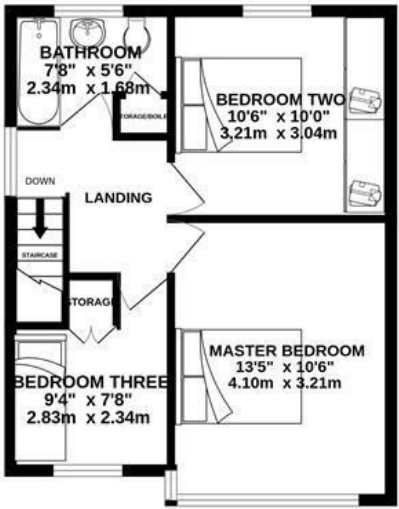 BATHROOM
7'8" x 5'6"
2.34m x 1.68m
BEDROOM TWO
10'6" x 10'0"
3.21m x 3.04m
DOWN
LANDING
STAIRCASE
STORAGE
MASTER BEDROOM
13'5" x 10'6"
4.10m x 3.21m
BEDROOM THREE
9'4" x 7'8"
2.83m x 2.34m